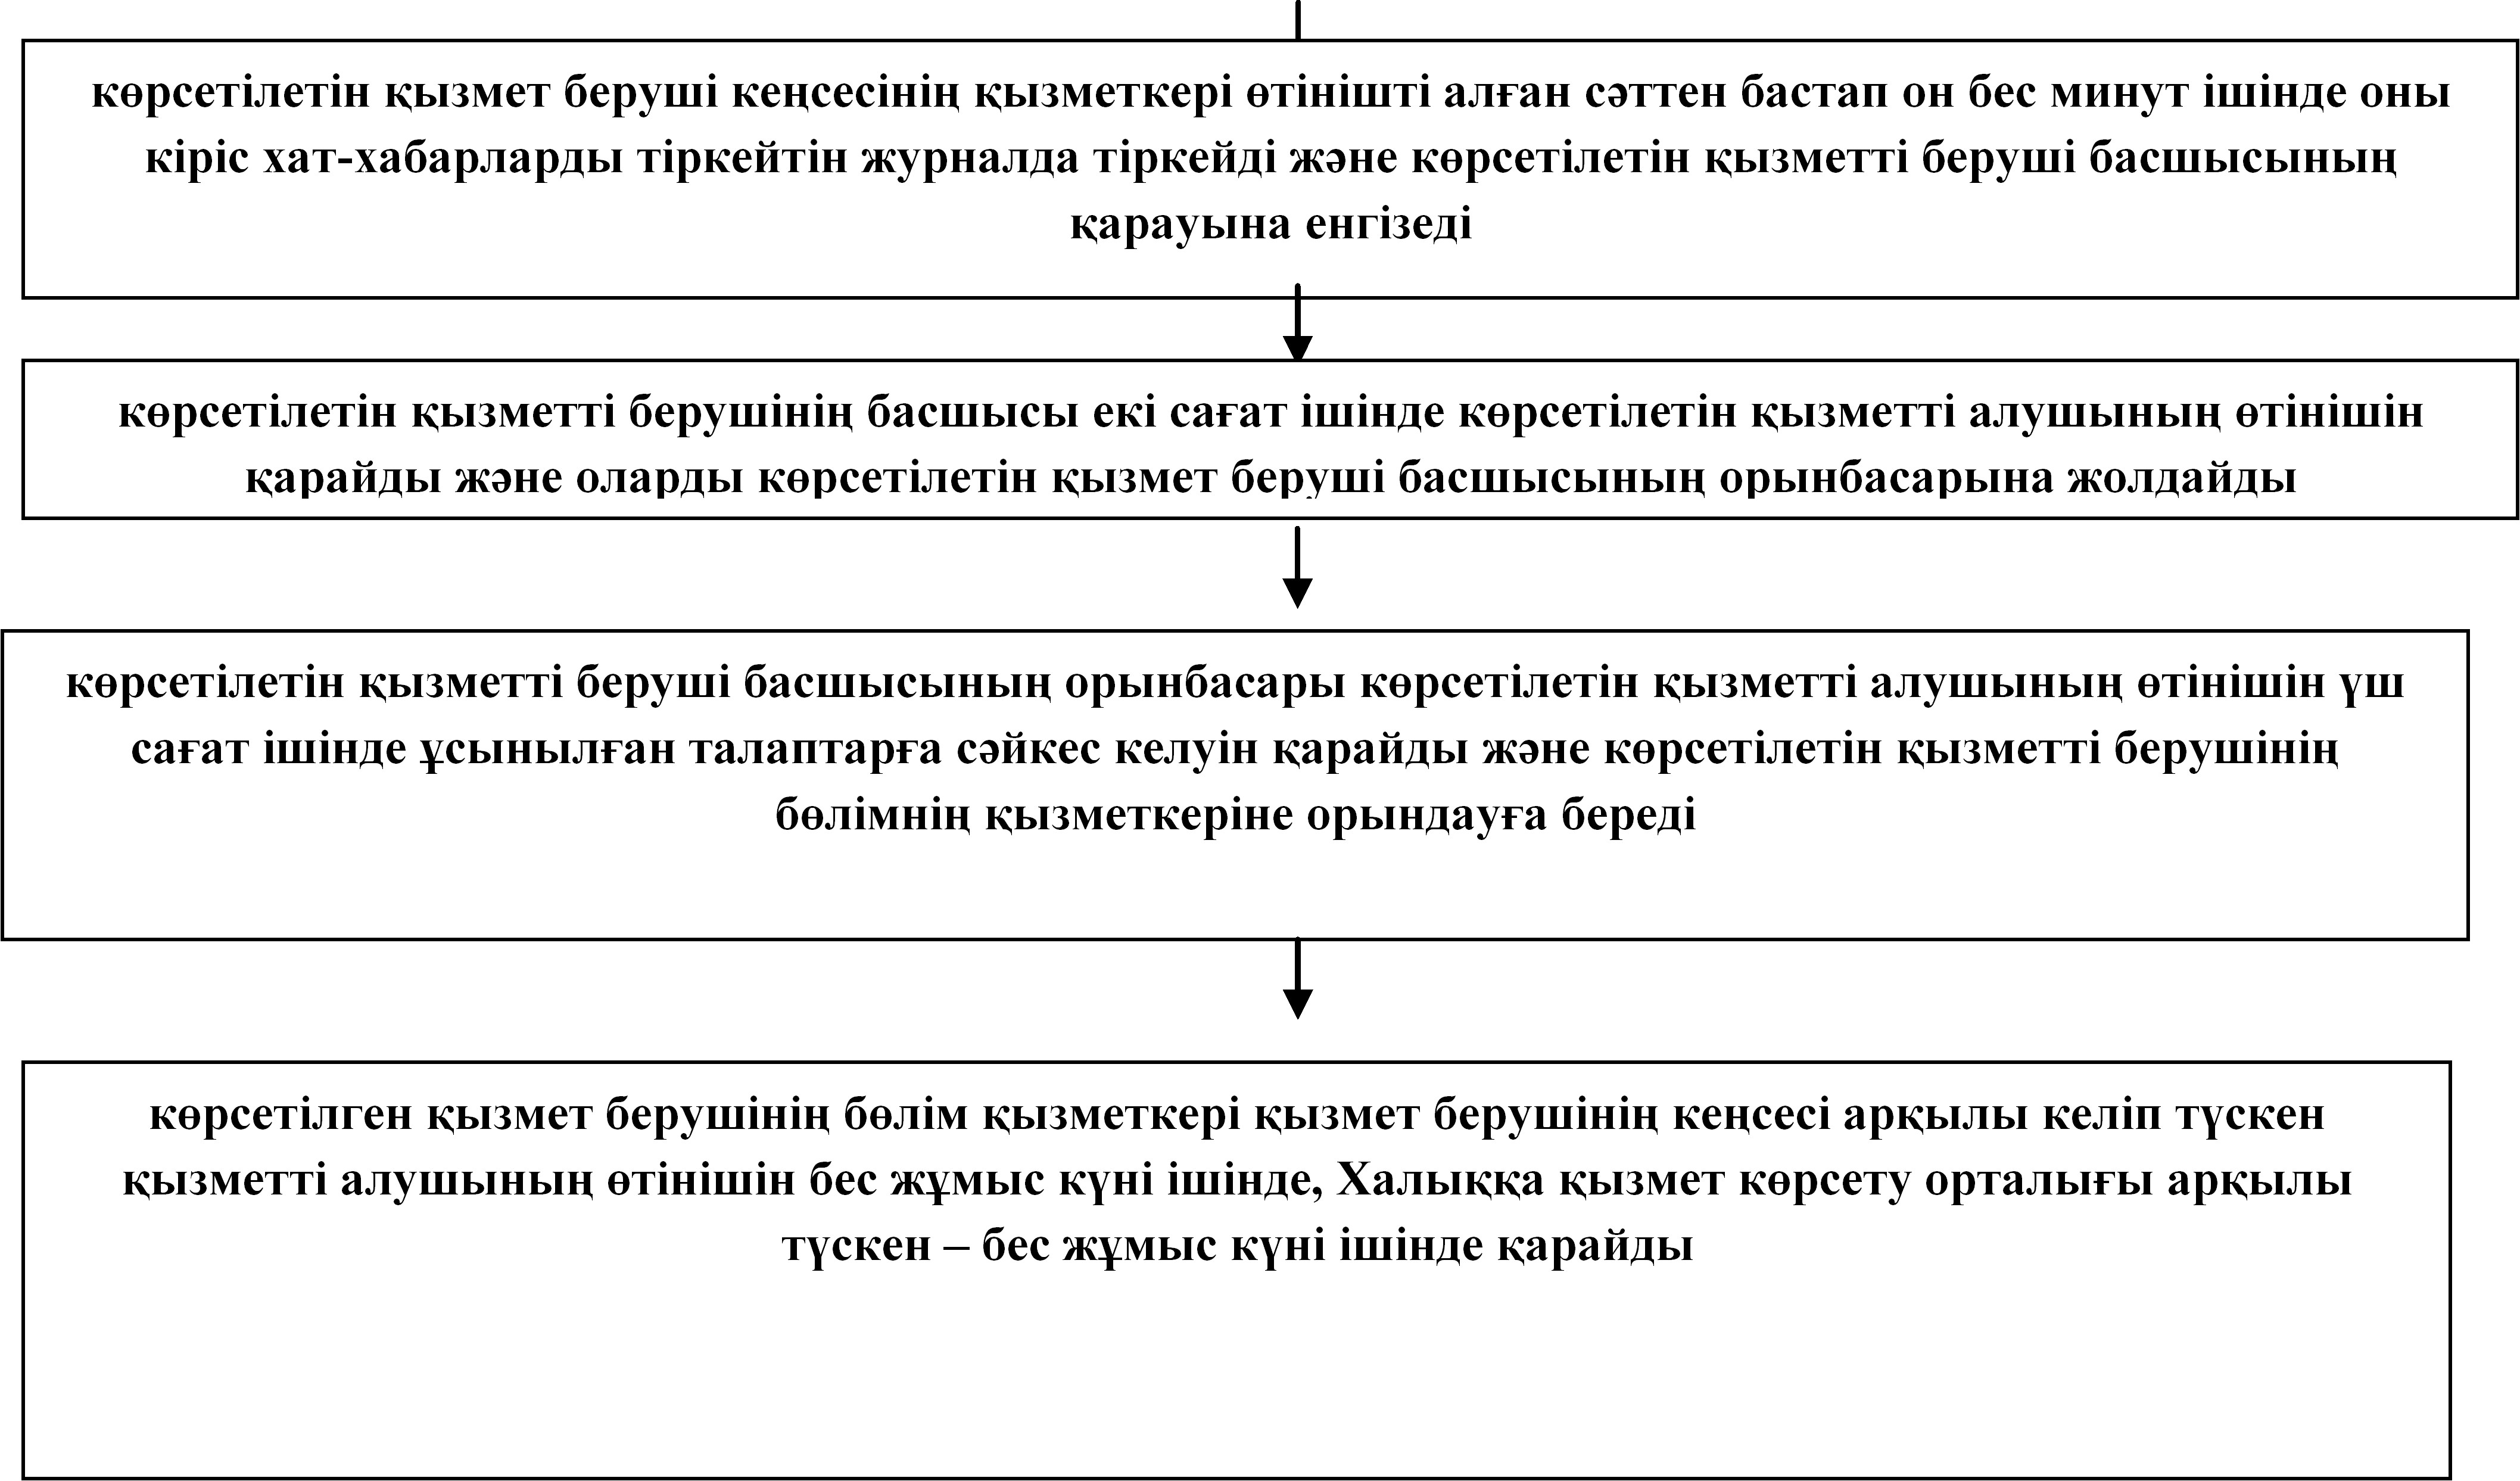 көрсетілетін қызмет беруші кеңсесінің қызметкері өтінішті алған сәттен бастап он бес минут ішінде оны
кіріс хат-хабарларды тіркейтін журналда тіркейді және көрсетілетін қызметті беруші басшысының
қарауына енгізеді
көрсетілетін қызметті берушінің басшысы екі сағат ішінде көрсетілетін қызметті алушының өтінішін
қарайды және оларды көрсетілетін қызмет беруші басшысының орынбасарына жолдайды
көрсетілетін қызметті беруші басшысының орынбасары көрсетілетін қызметті алушының өтінішін үш
сағат ішінде ұсынылған талаптарға сәйкес келуін қарайды және көрсетілетін қызметті берушінің
бөлімнің қызметкеріне орындауға береді
көрсетілген қызмет берушінің бөлім қызметкері қызмет берушінің кеңсесі арқылы келіп түскен
қызметті алушының өтінішін бес жұмыс күні ішінде, Халыққа қызмет көрсету орталығы арқылы
түскен – бес жұмыс күні ішінде қарайды